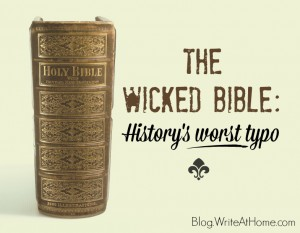 HOLY BIBLE
THE
WICKED BIBLE:
History's worst typo
Blog.WriteAtHome.com